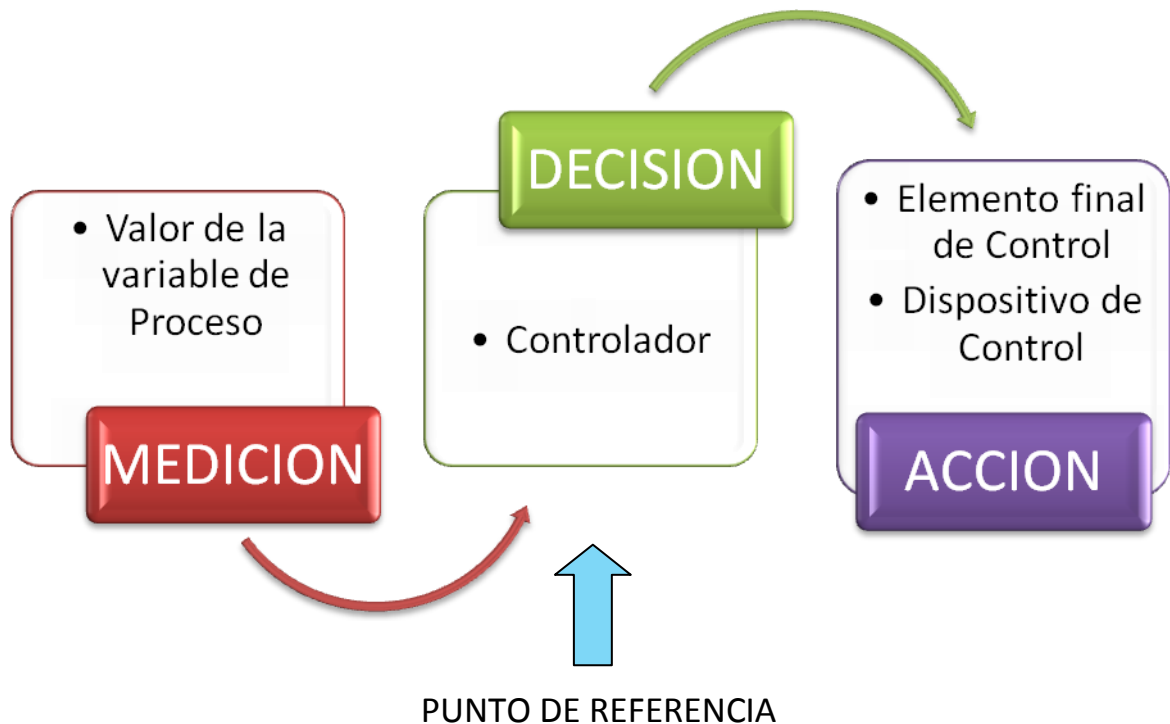 • Valor de la
variable de
Proceso
MEDICION
DECISION
• Controlador
• Elemento final
de Control
• Dispositivo de
Control
ACCION
PUNTO DE REFERENCIA